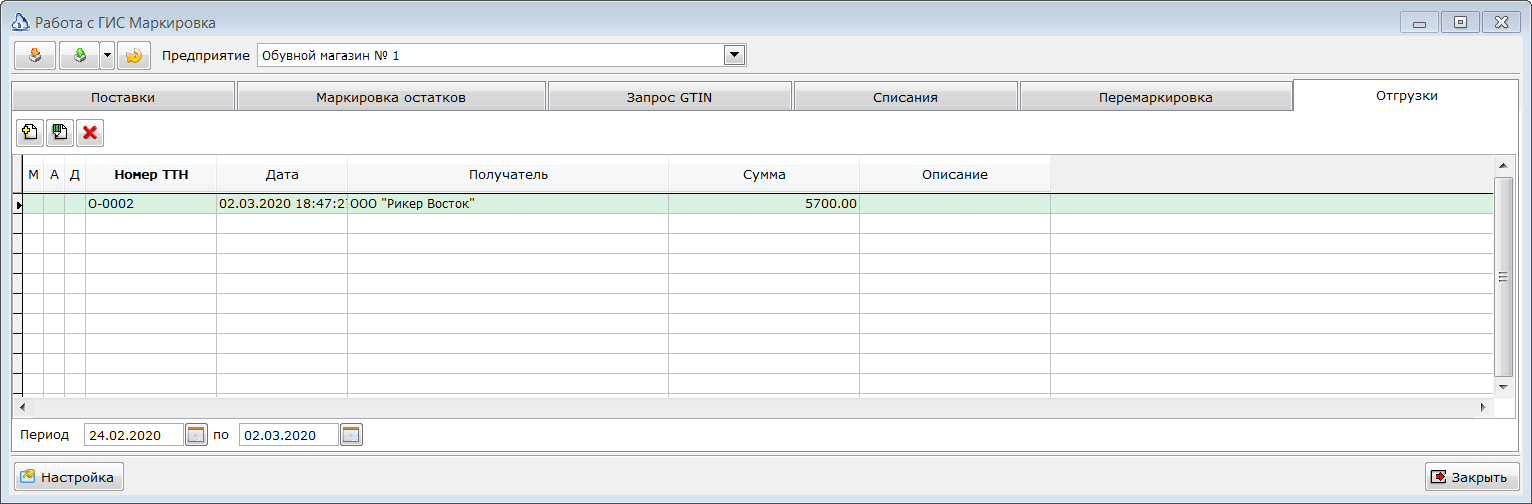 Работа с ГИС Маркировка
Предприятие Обувной магазин № 1
Поставки Маркировка остатков Запрос GTIN Списания Перемаркировка Отгрузки
М А Д Номер ТТН Дата Получатель Сумма Описание
О-0002 02.03.2020 18:47:27 ООО "Рикер Восток" 5700.00
Период 24.02.2020 по 02.03.2020
Настройка Закрыть